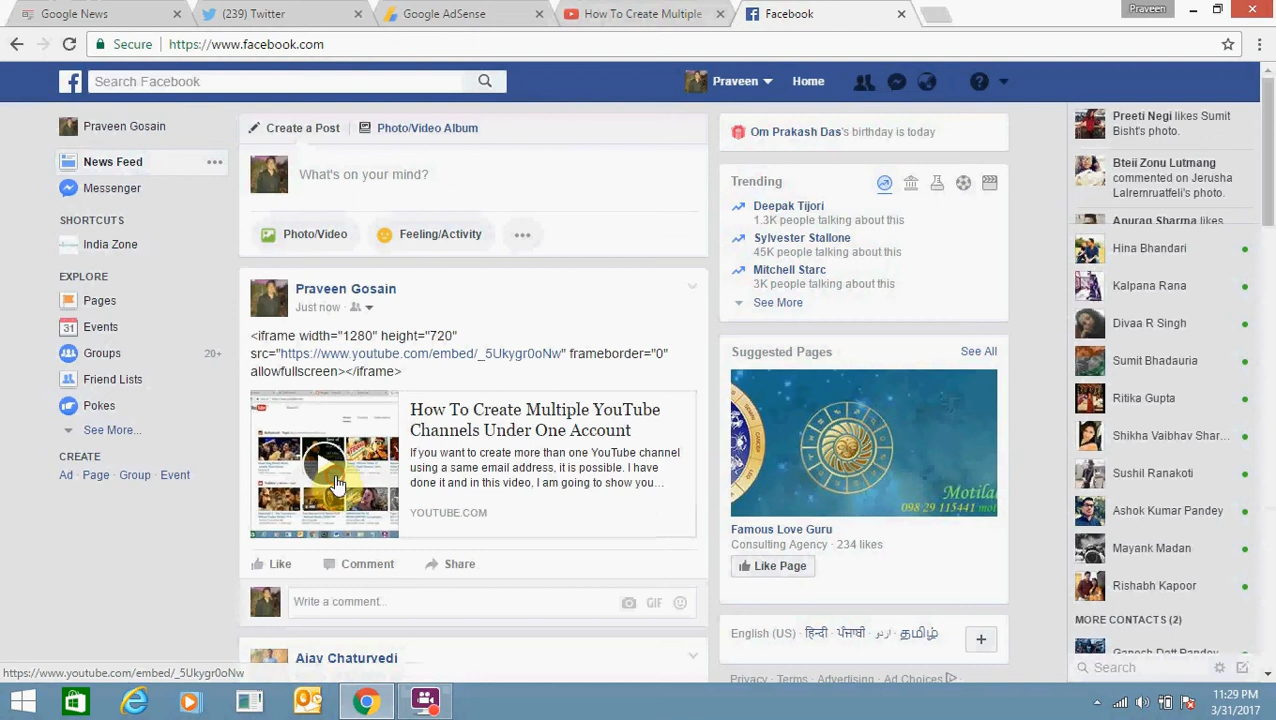 Google News
(239) Twitter
Google AdSense
How To Create Multiple
Facebook
Praveen
Secure
https://www.facebook.com
Search Facebook
Praveen
Home
Praveen Gosain
News Feed
Messenger
SHORTCUTS
India Zone
EXPLORE
Pages
31 Events
Groups 20+
Friend Lists
Pokes
See More...
CREATE
Ad · Page · Group · Event
Create a Post
Photo/Video Album
What's on your mind?
Photo/Video
Feeling/Activity
Praveen Gosain
Just now
<iframe width="1280" height="720"
src="https://www.youtube.com/embed/_5Ukygr0oNw" frameborder="0"
allowfullscreen></iframe>
How To Create Multiple YouTube
Channels Under One Account
If you want to create more than one YouTube channel
using a same email address, it is possible. I have
done it and in this video, I am going to show you...
YOUTUBE.COM
Like
Comment
Share
Write a comment...
GIF
Ajay Chaturvedi
Om Prakash Das's birthday is today
Trending
Deepak Tijori
1.3K people talking about this
Sylvester Stallone
45K people talking about this
Mitchell Starc
3K people talking about this
See More
Suggested Pages
See All
Motilal
098 29 115441
Famous Love Guru
Consulting Agency · 234 likes
Like Page
English (US) · हिन्दी · ਪੰਜਾਬੀ · اردو · தமிழ்
Privacy · Terms · Advertising · Ad Choices
Preeti Negi likes Sumit
Bisht's photo.
Bteii Zonu Lutmang
commented on Jerusha
Lalremruatfeli's photo.
Anurag Sharma likes
Hina Bhandari
Kalpana Rana
Divaa R Singh
Sumit Bhadauria
Ritika Gupta
Shikha Vaibhav Shar...
Sushil Ranakoti
Ashok Kumar Pandey
Mayank Madan
Rishabh Kapoor
MORE CONTACTS (2)
Ganesh Datt Pandey
Search
https://www.youtube.com/embed/_5Ukygr0oNw
11:29 PM
3/31/2017